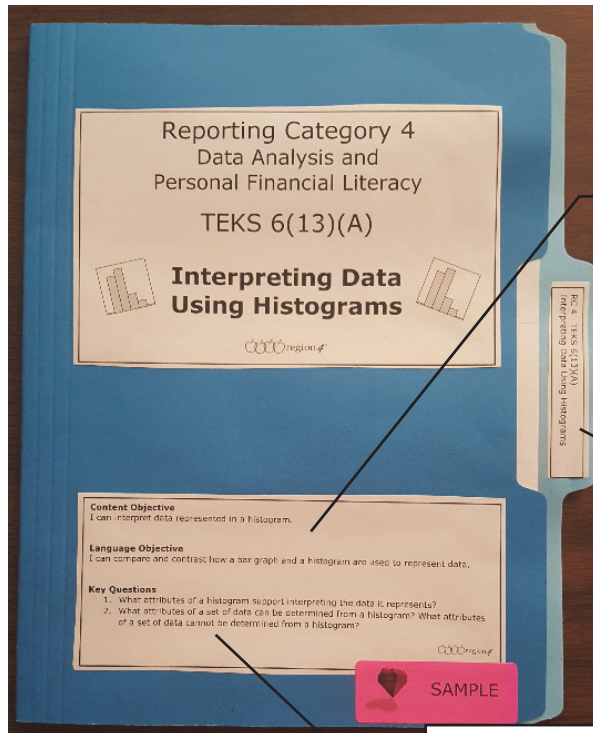 Reporting Category 4
Data Analysis and
Personal Financial Literacy
TEKS 6(13)(A)
Interpreting Data
Using Histograms
region4
RC 4 TEKS 6(13)(A)
Interpreting Data Using Histograms
Content Objective
I can interpret data represented in a histogram.
Language Objective
I can compare and contrast how a bar graph and a histogram are used to represent data.
Key Questions
1. What attributes of a histogram support interpreting the data it represents?
2. What attributes of a set of data can be determined from a histogram? What attributes
of a set of data cannot be determined from a histogram?
region4
SAMPLE